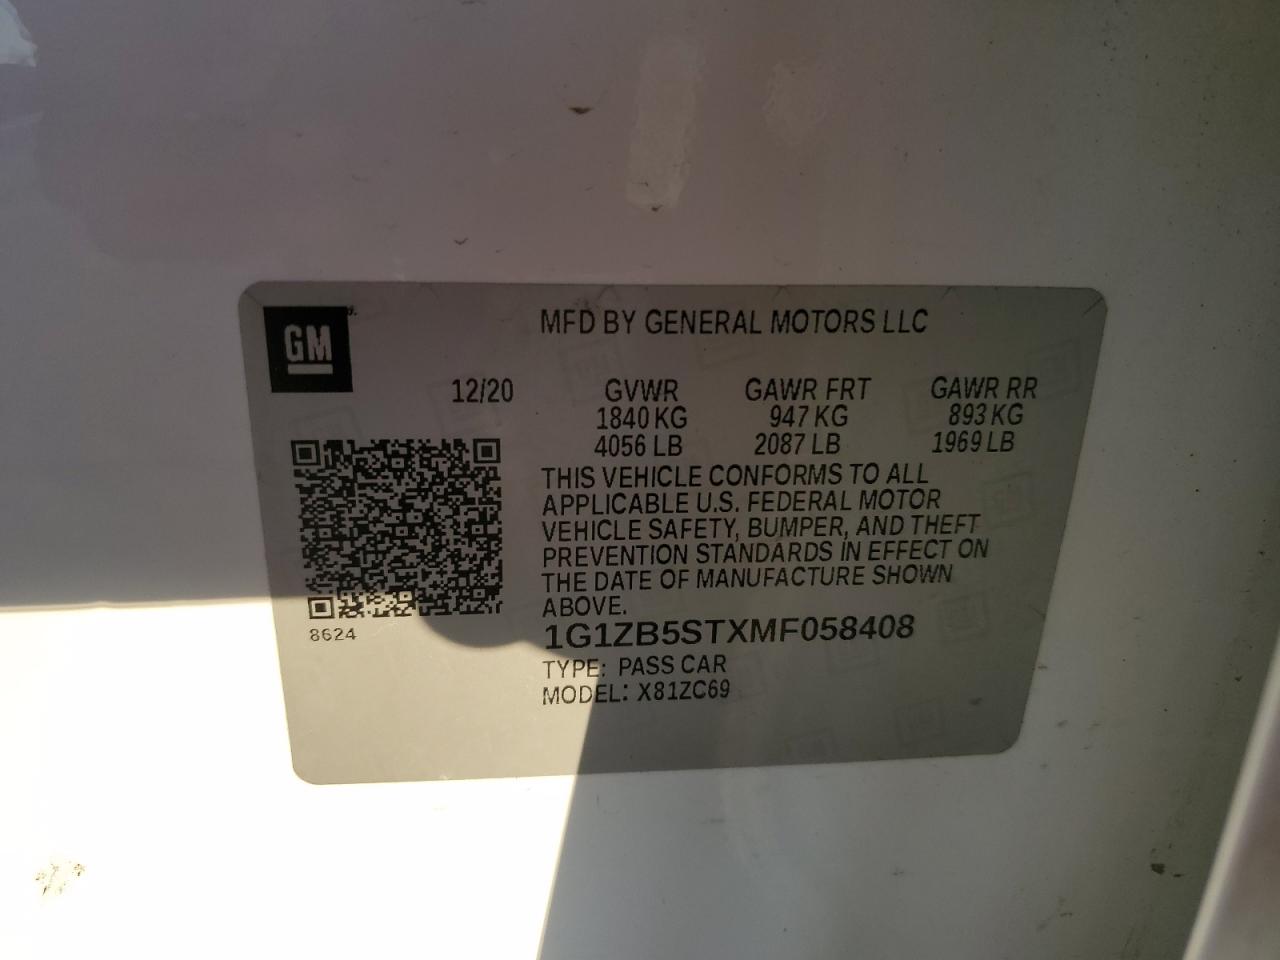 GM
MFD BY GENERAL MOTORS LLC
12/20 GVWR GAWR FRT GAWR RR
1840 KG 947 KG 893 KG
4056 LB 2087 LB 1969 LB
THIS VEHICLE CONFORMS TO ALL
APPLICABLE U.S. FEDERAL MOTOR
VEHICLE SAFETY, BUMPER, AND THEFT
PREVENTION STANDARDS IN EFFECT ON
THE DATE OF MANUFACTURE SHOWN
ABOVE.
8624
1G1ZB5STXMF058408
TYPE: PASS CAR
MODEL: X81ZC69